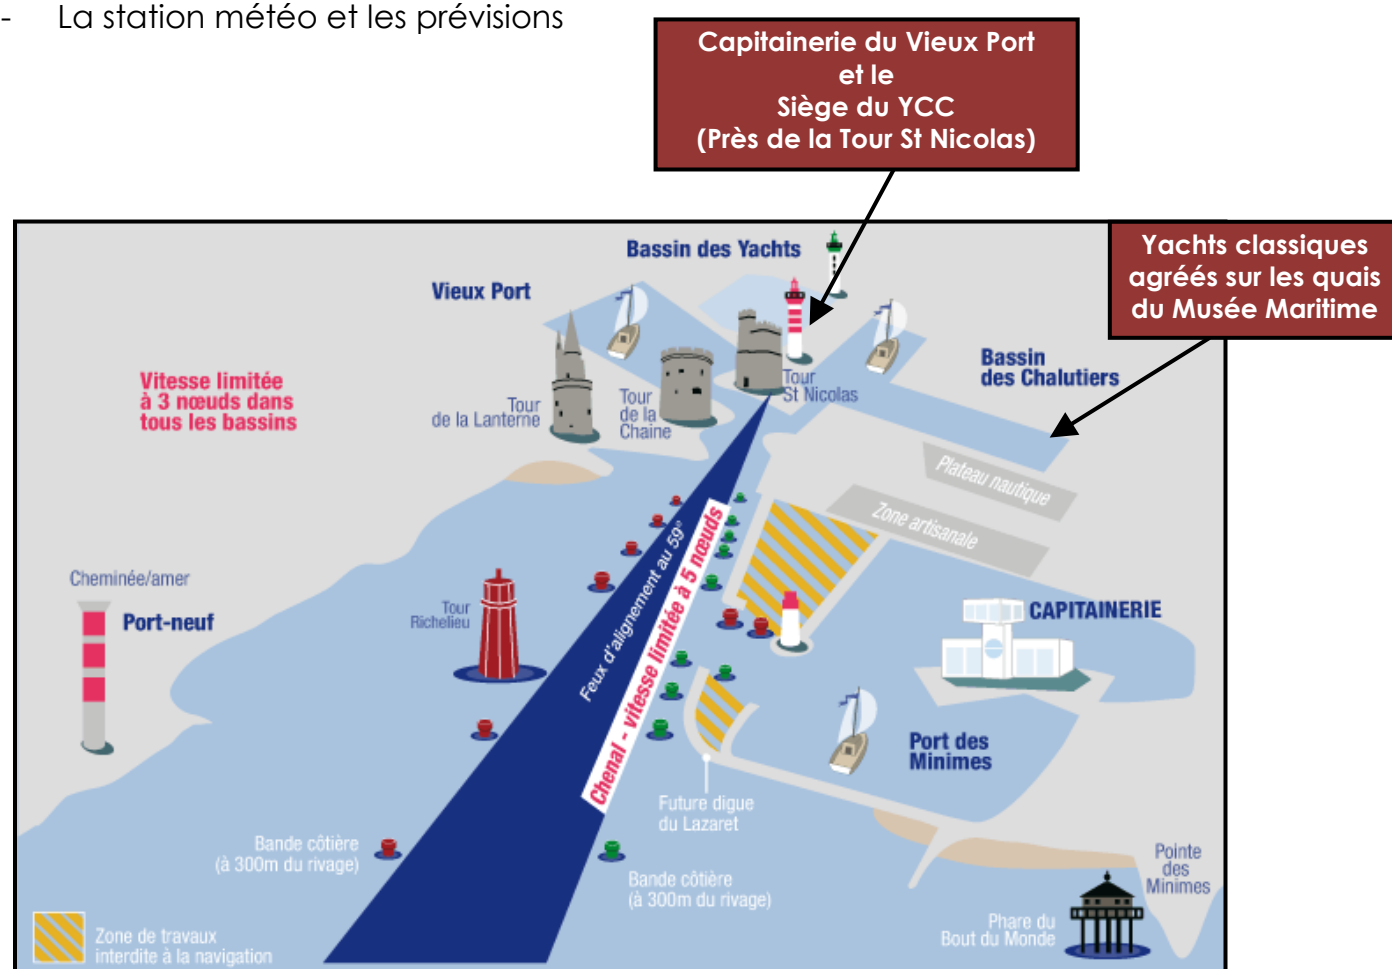 - La station météo et les prévisions
Capitainerie du Vieux Port
et le
Siège du YCC
(Près de la Tour St Nicolas)
Yachts classiques
agréés sur les quais
du Musée Maritime
Bassin des Yachts
Vieux Port
Bassin
des Chalutiers
Vitesse limitée
à 3 nœuds dans
tous les bassins
Tour
de la Lanterne
Tour
de la
Chaine
Tour
St Nicolas
Plateau nautique
Zone artisanale
Cheminée/amer
Port-neuf
Tour
Richelieu
Feux d'alignement au 59°
Chenal - vitesse limitée à 5 nœuds
CAPITAINERIE
Port des
Minimes
Future digue
du Lazaret
Bande côtière
(à 300m du rivage)
Bande côtière
(à 300m du rivage)
Pointe
des
Minimes
Phare du
Bout du Monde
Zone de travaux
interdite à la navigation